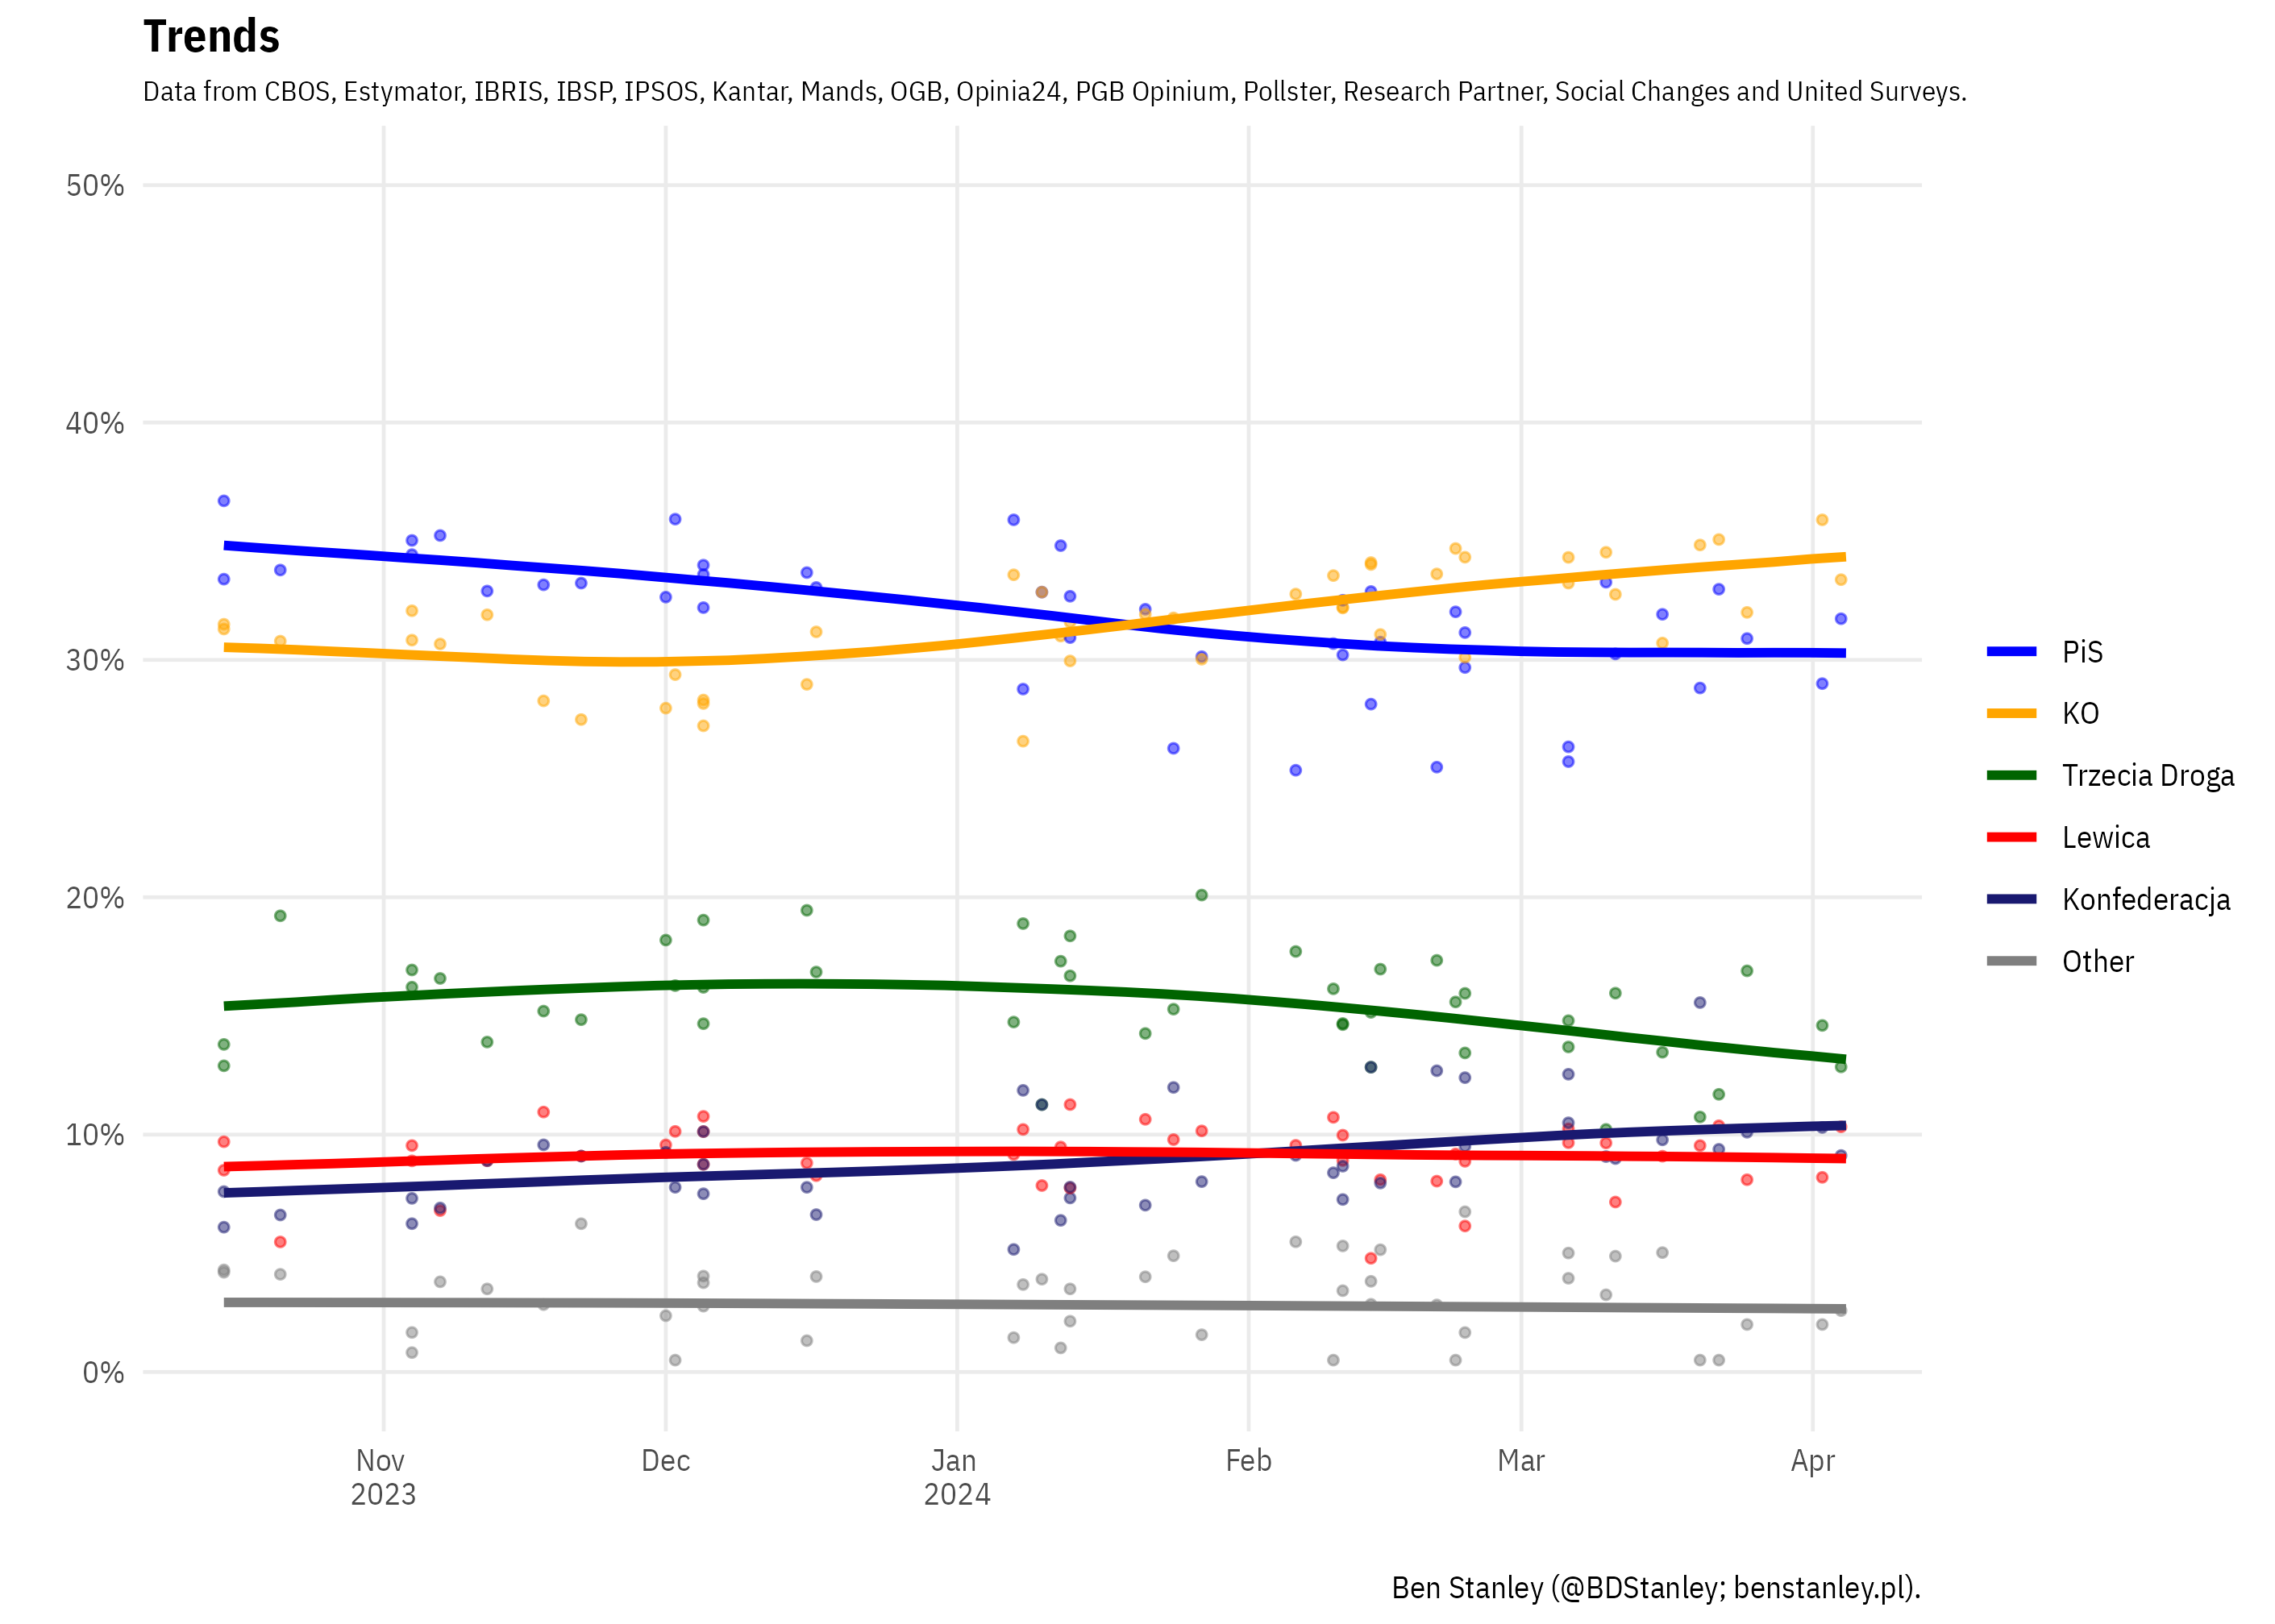 Trends
Data from CBOS, Estymator, IBRIS, IBSP, IPSOS, Kantar, Mands, OGB, Opinia24, PGB Opinium, Pollster, Research Partner, Social Changes and United Surveys.
50%
40%
30%
20%
10%
0%
Nov
2023
Dec
Jan
2024
Feb
Mar
Apr
PiS
KO
Trzecia Droga
Lewica
Konfederacja
Other
Ben Stanley (@BDStanley; benstanley.pl).